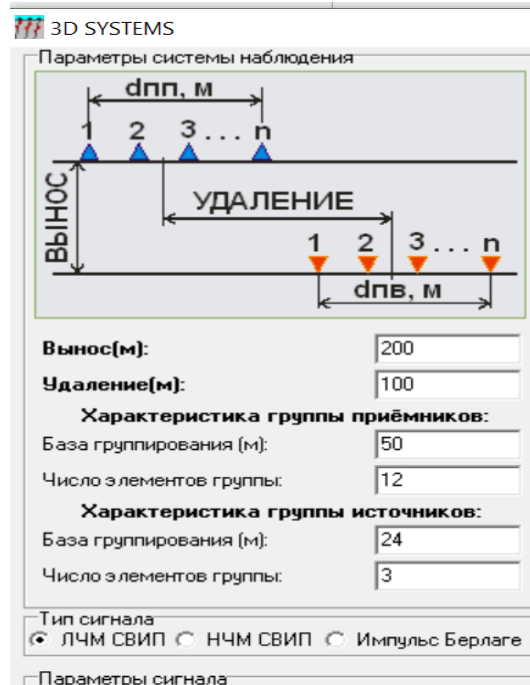 3D SYSTEMS
Параметры системы наблюдения
dпп, м
1 2 3 . . . n
ВЫНОС
УДАЛЕНИЕ
1 2 3 . . . n
dпв, м
Вынос(м): 200
Удаление(м): 100
Характеристика группы приёмников:
База группирования (м): 50
Число элементов группы: 12
Характеристика группы источников:
База группирования (м): 24
Число элементов группы: 3
Тип сигнала
ЛЧМ СВИП НЧМ СВИП Импульс Берлаге
Параметры сигнала